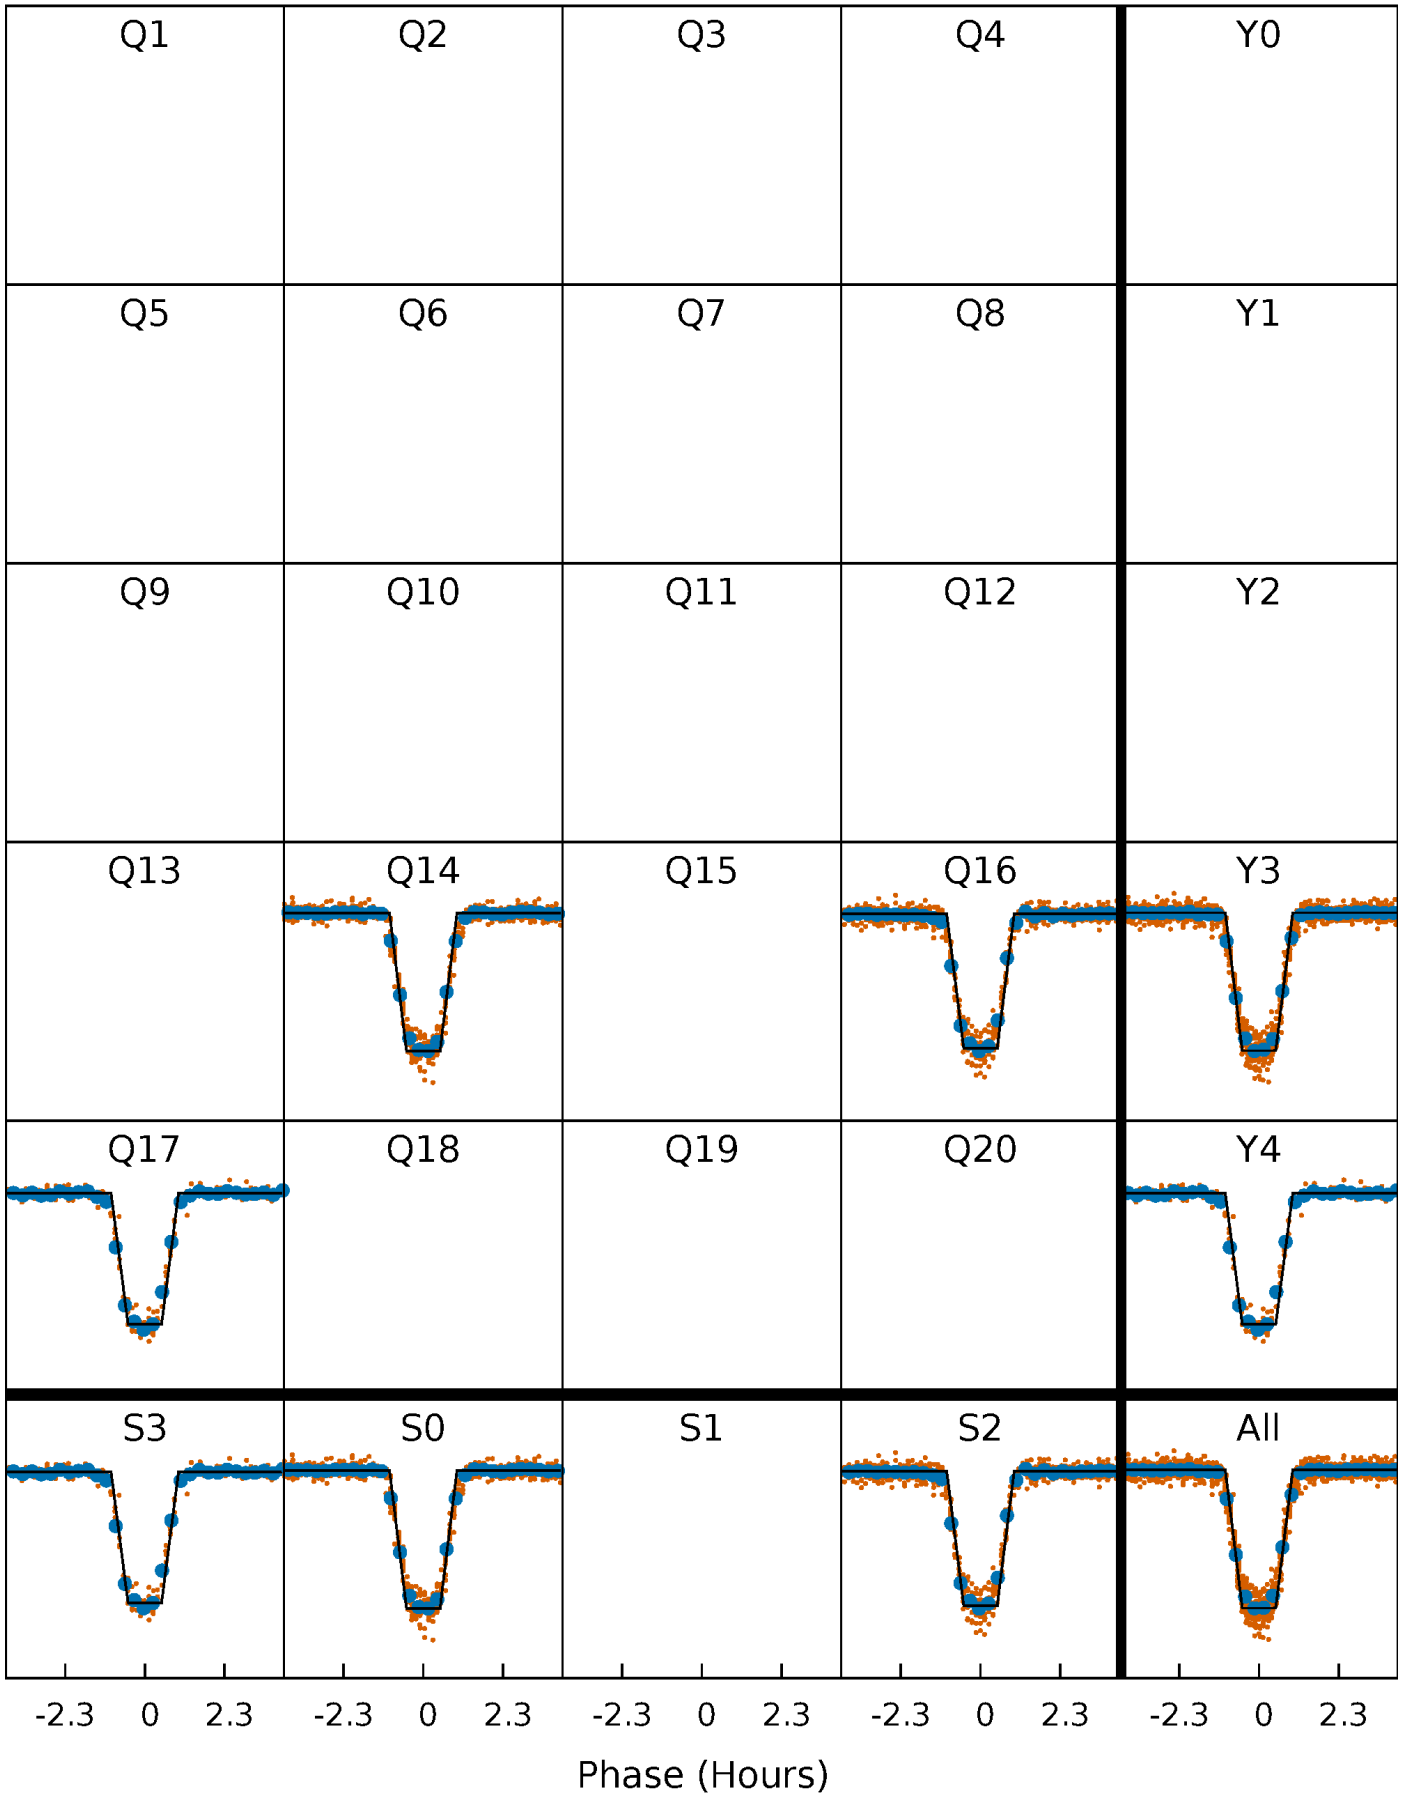 Q1 Q2 Q3 Q4 Y0
Q5 Q6 Q7 Q8 Y1
Q9 Q10 Q11 Q12 Y2
Q13 Q14 Q15 Q16 Y3
Q17 Q18 Q19 Q20 Y4
S3 S0 S1 S2 All
-2.3 0 2.3 -2.3 0 2.3 -2.3 0 2.3 -2.3 0 2.3 -2.3 0 2.3
Phase (Hours)